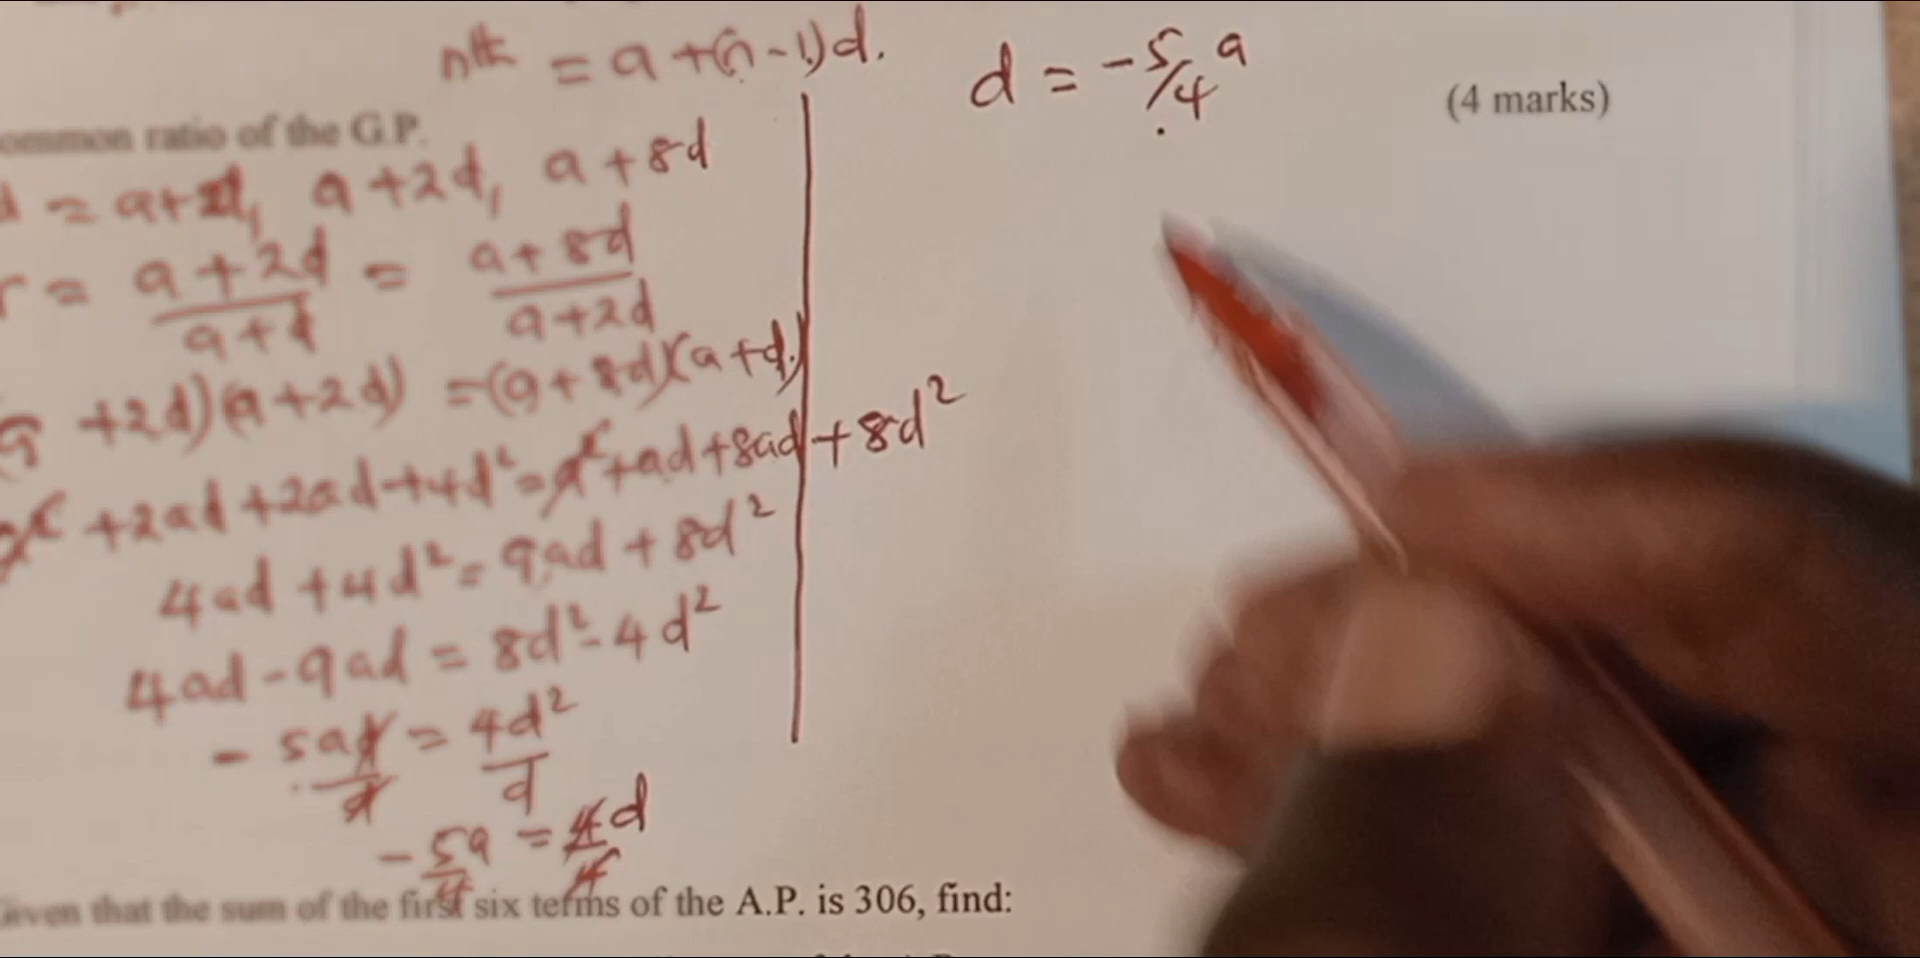 nth = a + (n - 1)d.
d = -5/4 a
(4 marks)
ommon ratio of the G.P.
= a+d, a+2d, a + 8d
r = a + 2d / a + d = a + 8d / a + 2d
+2d)(a+2d) = (a + 8d)(a + d)
+2ad +2ad +4d² = a² + ad + 8ad + 8d²
4ad + 4d² = 9ad + 8d²
4ad - 9ad = 8d² - 4d²
- 5ad / d = 4d² / d
- 5a / 4 = 4d / 4
Given that the sum of the first six terms of the A.P. is 306, find: